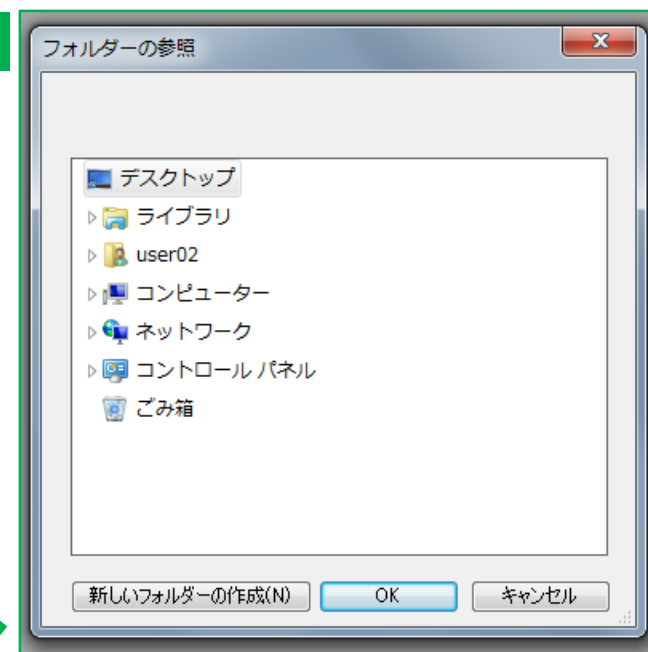 フォルダーの参照
デスクトップ
ライブラリ
user02
コンピューター
ネットワーク
コントロール パネル
ごみ箱
新しいフォルダーの作成(N) OK キャンセル